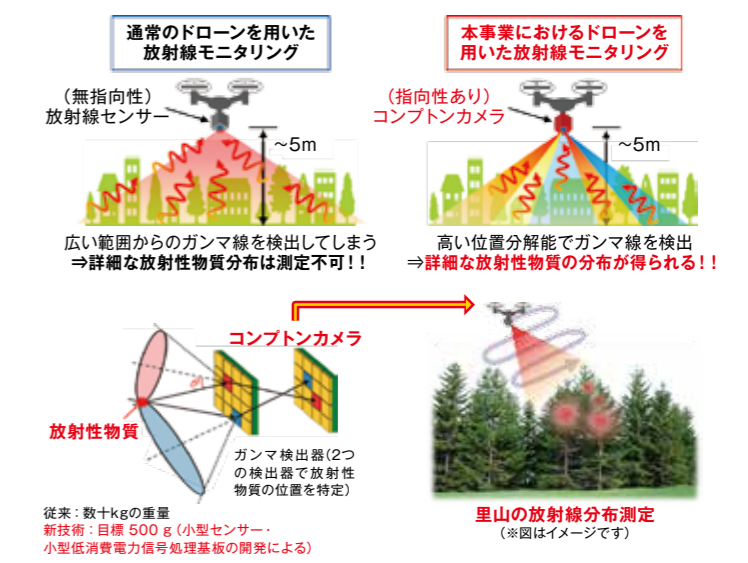 通常のドローンを用いた
放射線モニタリング
(無指向性)
放射線センサー
~5m
広い範囲からのガンマ線を検出してしまう
⇒詳細な放射性物質分布は測定不可!!
本事業におけるドローンを
用いた放射線モニタリング
(指向性あり)
コンプトンカメラ
~5m
高い位置分解能でガンマ線を検出
⇒詳細な放射性物質の分布が得られる!!
コンプトンカメラ
放射性物質
ガンマ検出器(2つ
の検出器で放射性
物質の位置を特定)
従来:数十kgの重量
新技術:目標 500 g(小型センサー・
小型低消費電力信号処理基板の開発による)
里山の放射線分布測定
(※図はイメージです)